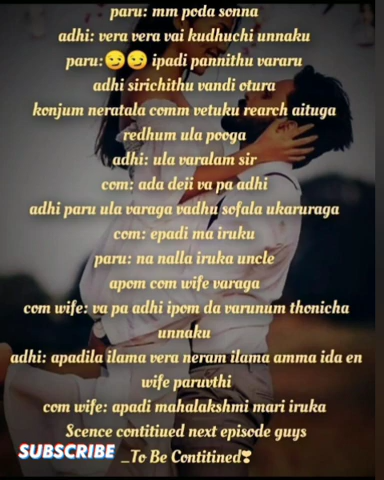 paru: mm poda sonna
adhi: vera vera vai kudhuchi unnaku
paru:😏😏 ipadi pannithu vararu
adhi sirichithu vandi otura
konjum neratala comm vetuku rearch aituga
redhum ula pooga
adhi: ula varalam sir
com: ada deii va pa adhi
adhi paru ula varaga vadhu sofala ukaruraga
com: epadi ma iruku
paru: na nalla iruka uncle
apom com wife varaga
com wife: va pa adhi ipom da varunum thonicha
unnaku
adhi: apadila ilama vera neram ilama amma ida en
wife paruvthi
com wife: apadi mahalakshmi mari iruka
Scence contitiued next episode guys
SUBSCRIBE _To Be Contitined❣